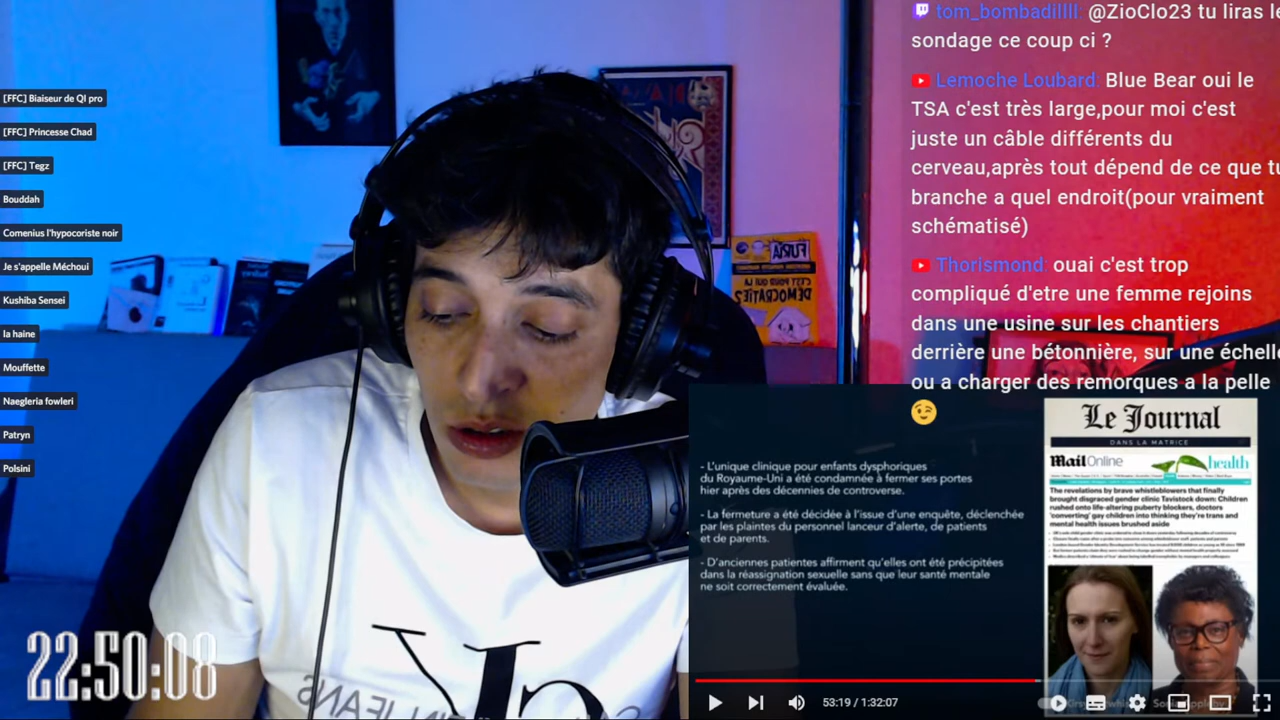 [FFC] Biaiseur de QI pro
[FFC] Princesse Chad
[FFC] Tegz
Bouddah
Comenius l'hypocoriste noir
Je s'appelle Méchoui
Kushiba Sensei
la haine
Mouffette
Naegleria fowleri
Patryn
Polsini
22:50:08
FURIA
C'EST POUR QUI LA
DÉMOCRATIE?
JEANS
tom_bombadillll: @ZioClo23 tu liras le
sondage ce coup ci ?
Lemoche Loubard: Blue Bear oui le
TSA c'est très large,pour moi c'est
juste un câble différents du
cerveau,après tout dépend de ce que tu
branche a quel endroit(pour vraiment
schématisé)
Thorismond: ouai c'est trop
compliqué d'etre une femme rejoins
dans une usine sur les chantiers
derrière une bétonnière, sur une échelle
ou a charger des remorques a la pelle
😉
- L'unique clinique pour enfants dysphoriques
du Royaume-Uni a été condamnée à fermer ses portes
hier après des décennies de controverse.
- La fermeture a été décidée à l'issue d'une enquête, déclenchée
par les plaintes du personnel lanceur d'alerte, de patients
et de parents.
- D'anciennes patientes affirment qu'elles ont été précipitées
dans la réassignation sexuelle sans que leur santé mentale
ne soit correctement évaluée.
Le Journal
DANS LA MATRICE
Mail Online
health
The revelations by brave whistleblowers that finally
brought disgraced gender clinic Tavistock down: Children
rushed onto life-altering puberty blockers, doctors
'converting' gay children into thinking they're trans and
mental health issues brushed aside
53:19 / 1:32:07